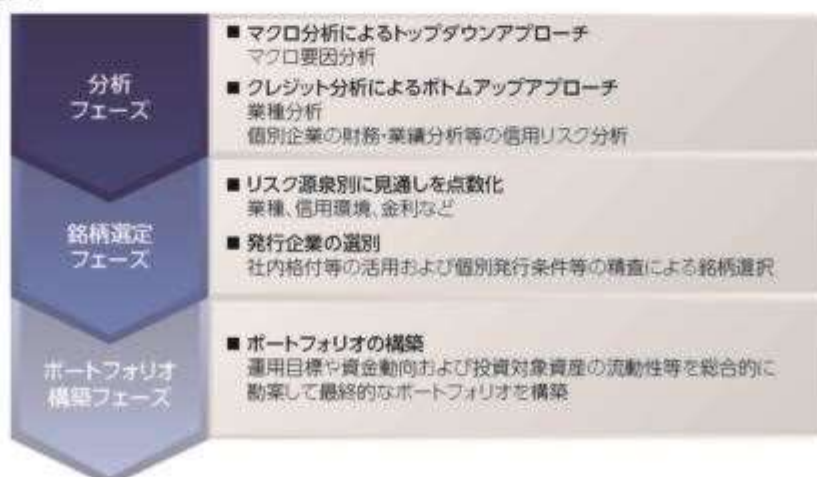 分析
フェーズ
■ マクロ分析によるトップダウンアプローチ
マクロ要因分析
■ クレジット分析によるボトムアップアプローチ
業種分析
個別企業の財務・業績分析等の信用リスク分析
銘柄選定
フェーズ
■ リスク源泉別に見通しを点数化
業種、信用環境、金利など
■ 発行企業の選別
社内格付等の活用および個別発行条件等の精査による銘柄選択
ポートフォリオ
構築フェーズ
■ ポートフォリオの構築
運用目標や資金動向および投資対象資産の流動性等を総合的に
勘案して最終的なポートフォリオを構築